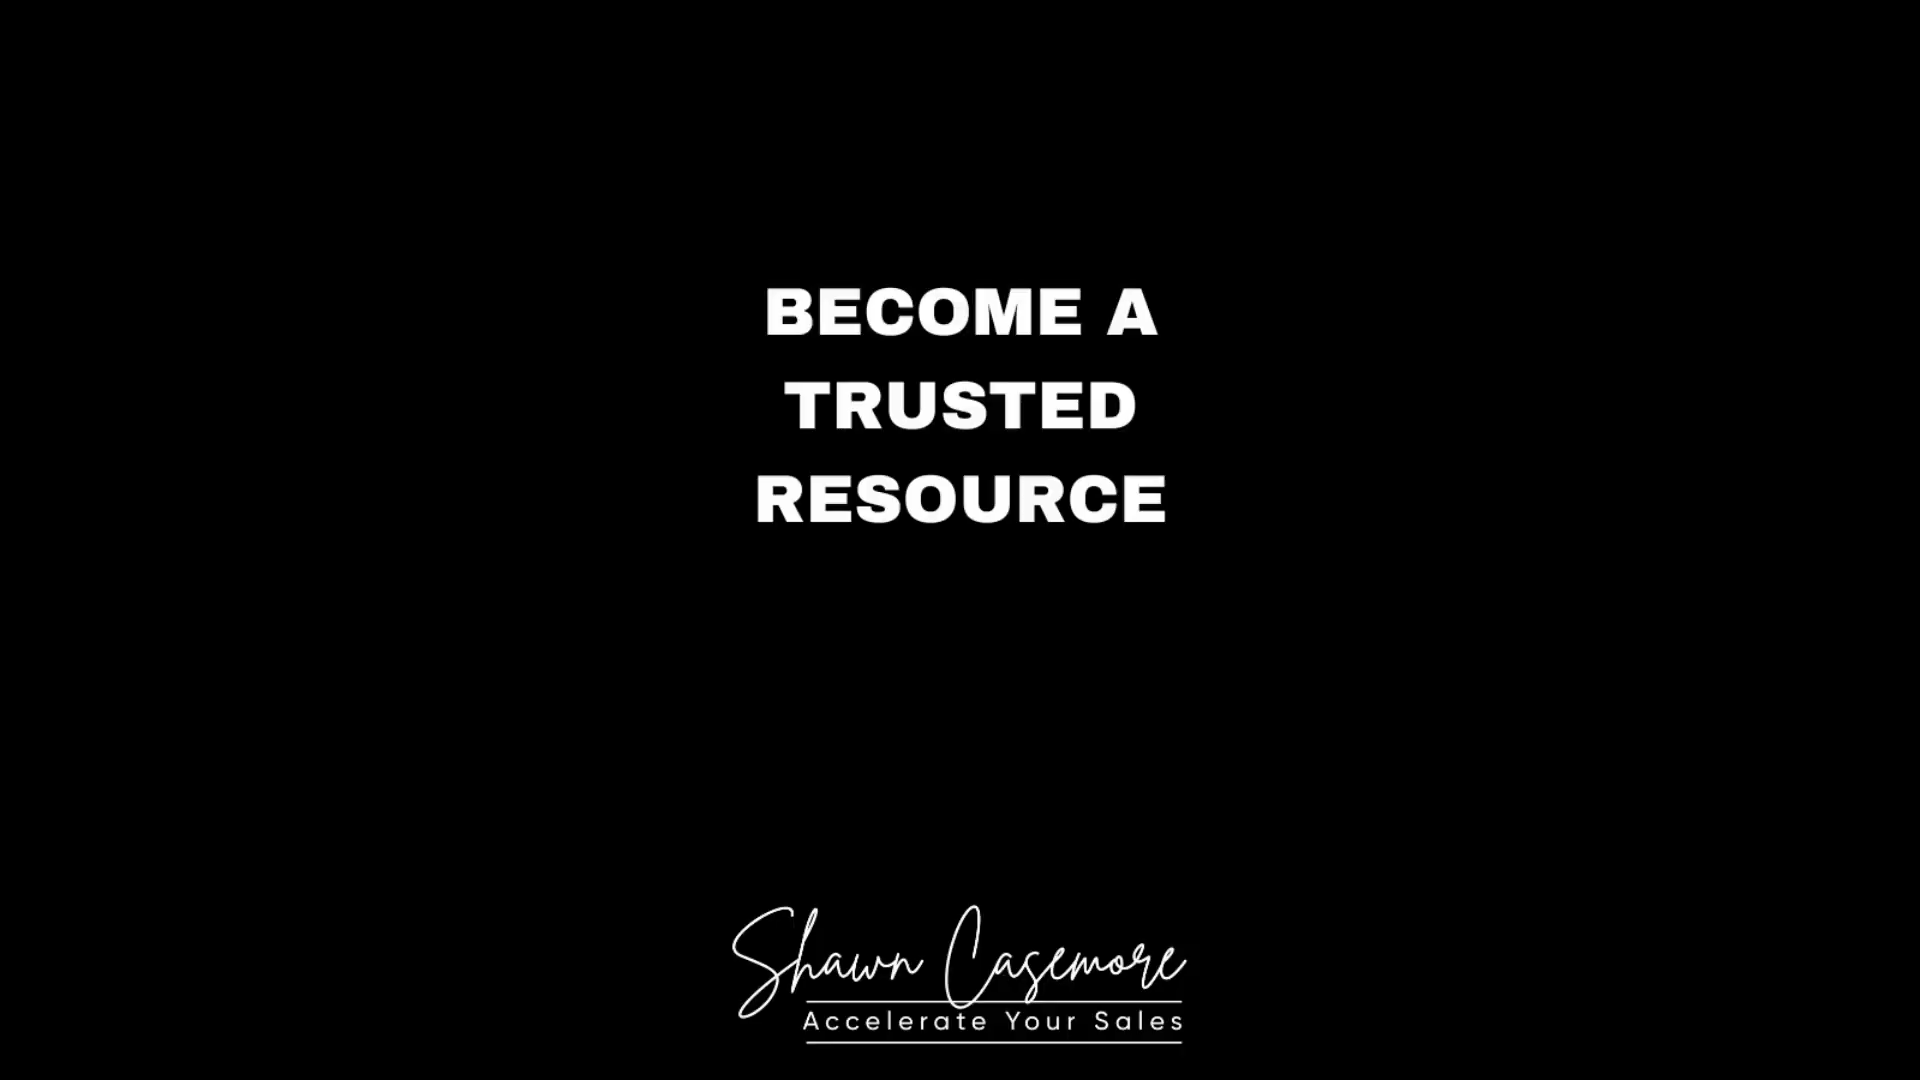 BECOME A
TRUSTED
RESOURCE
Shawn Casemore
Accelerate Your Sales